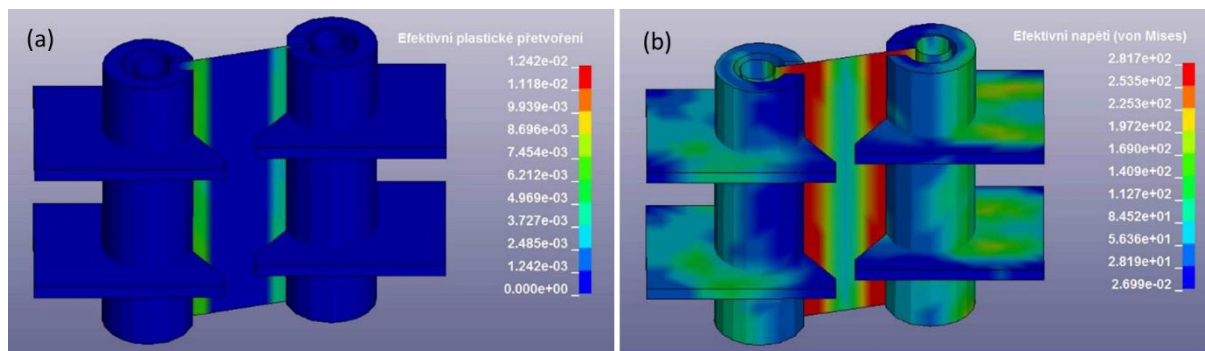 (a)
Efektivní plastické přetvoření
1.242e-02
1.118e-02
9.939e-03
8.696e-03
7.454e-03
6.212e-03
4.969e-03
3.727e-03
2.485e-03
1.242e-03
0.000e+00
(b)
Efektivní napětí (von Mises)
2.817e+02
2.535e+02
2.253e+02
1.972e+02
1.690e+02
1.409e+02
1.127e+02
8.452e+01
5.636e+01
2.819e+01
2.699e-02